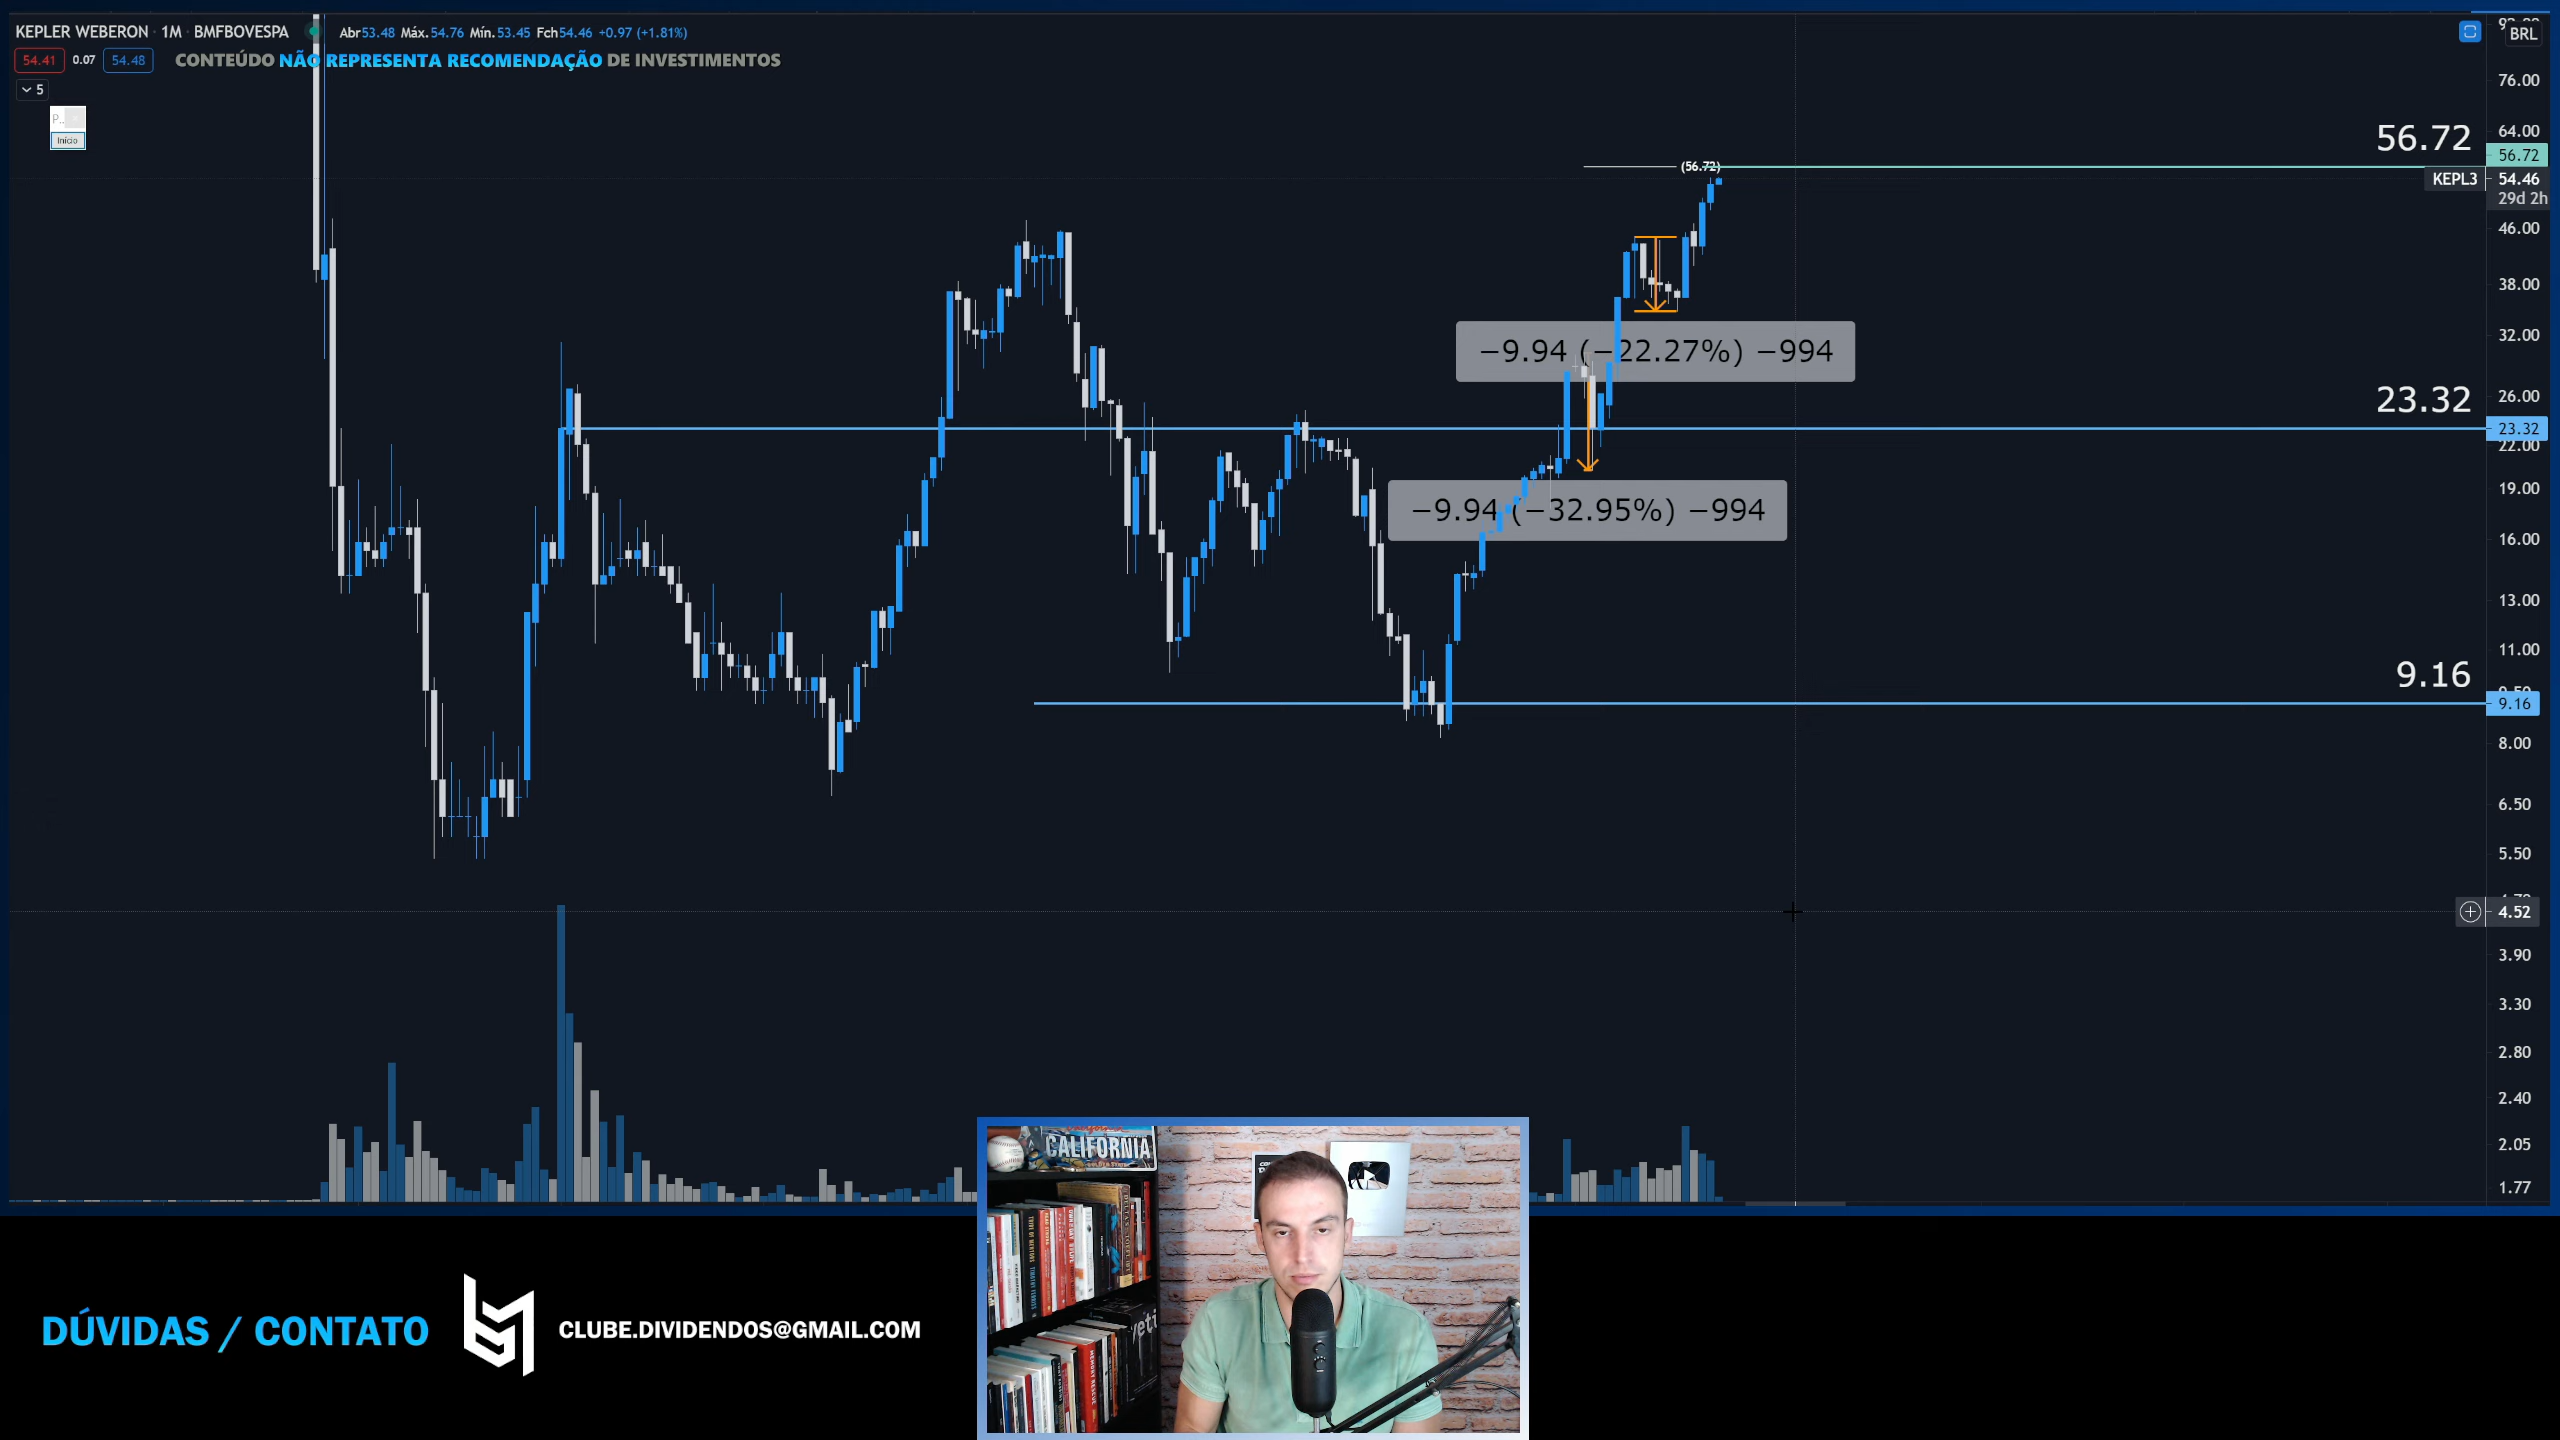 KEPLER WEBERON · 1M · BMFBOVESPA Abr53.48 Máx.54.76 Mín.53.45 Fch54.46 +0.97 (+1.81%)
54.41 0.07 54.48 CONTEÚDO NÃO REPRESENTA RECOMENDAÇÃO DE INVESTIMENTOS
5
P..
Início
BRL
76.00
56.72
64.00
(56.72)
56.72
KEPL3 54.46
29d 2h
46.00
38.00
32.00
−9.94 (−22.27%) −994
26.00
23.32
23.32
22.00
19.00
−9.94 (−32.95%) −994
16.00
13.00
11.00
9.16
9.16
8.00
6.50
5.50
4.52
3.90
3.30
2.80
2.40
2.05
1.77
CALIFORNIA
DÚVIDAS / CONTATO
CLUBE.DIVIDENDOS@GMAIL.COM